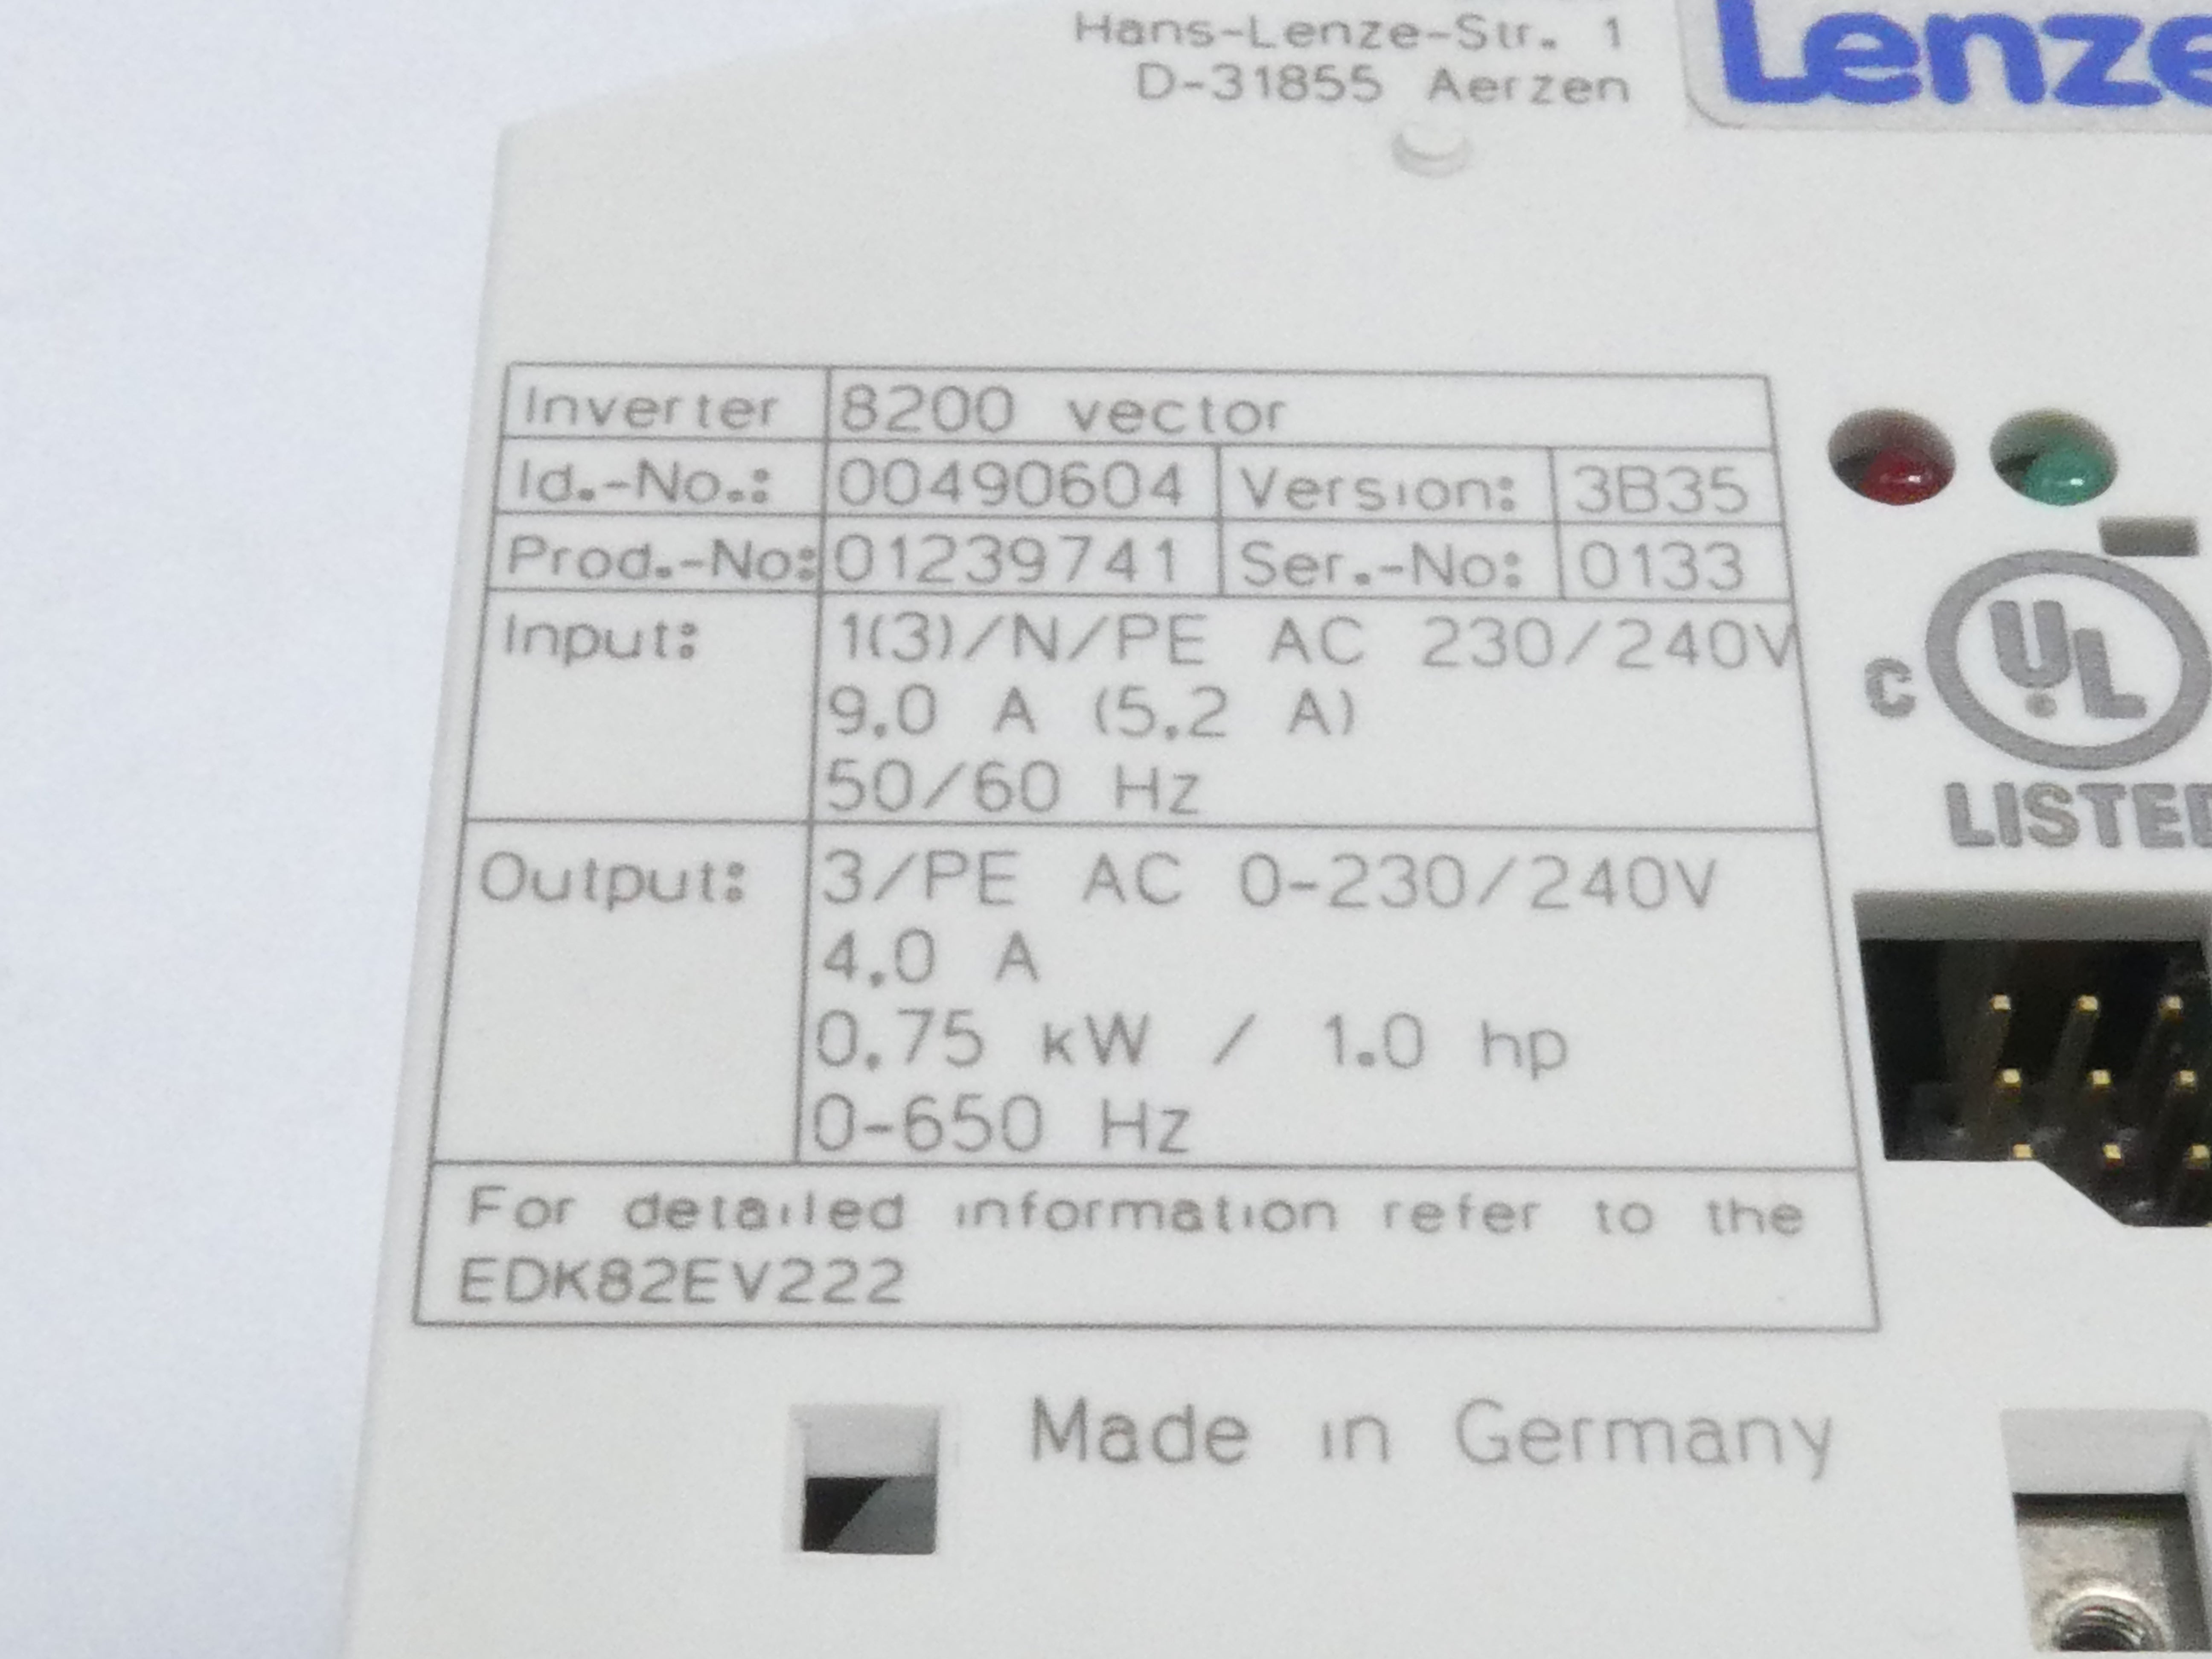 Hans-Lenze-Str. 1
D-31855 Aerzen
Lenze
Inverter 8200 vector
Id.-No.: 00490604 Version: 3B35
Prod.-No: 01239741 Ser.-No: 0133
Input: 1(3)/N/PE AC 230/240V
9.0 A (5.2 A)
50/60 Hz
Output: 3/PE AC 0-230/240V
4.0 A
0.75 kW / 1.0 hp
0-650 Hz
For detailed information refer to the
EDK82EV222
C UL
LISTED
Made in Germany